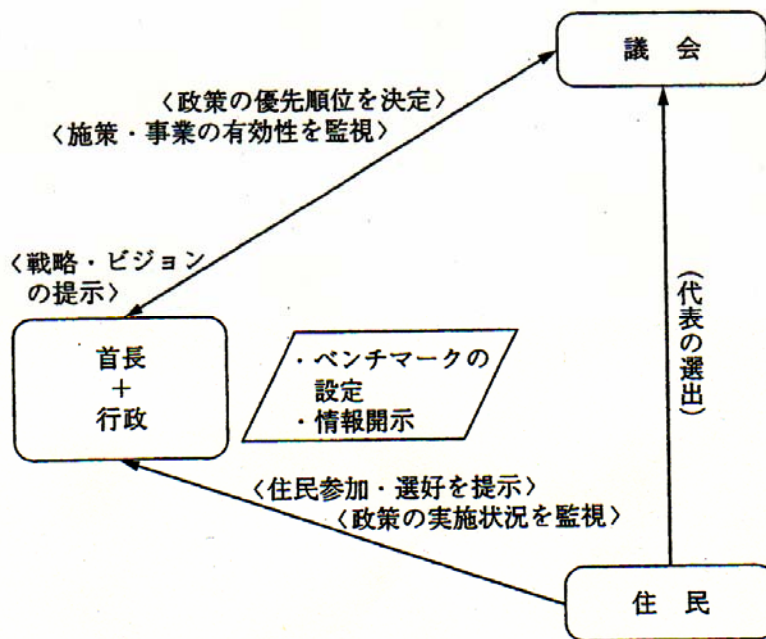 議 会
〈政策の優先順位を決定〉
〈施策・事業の有効性を監視〉
〈戦略・ビジョン
の提示〉
首長
+
行政
・ベンチマークの
設定
・情報開示
(代表の選出)
〈住民参加・選好を提示〉
〈政策の実施状況を監視〉
住 民